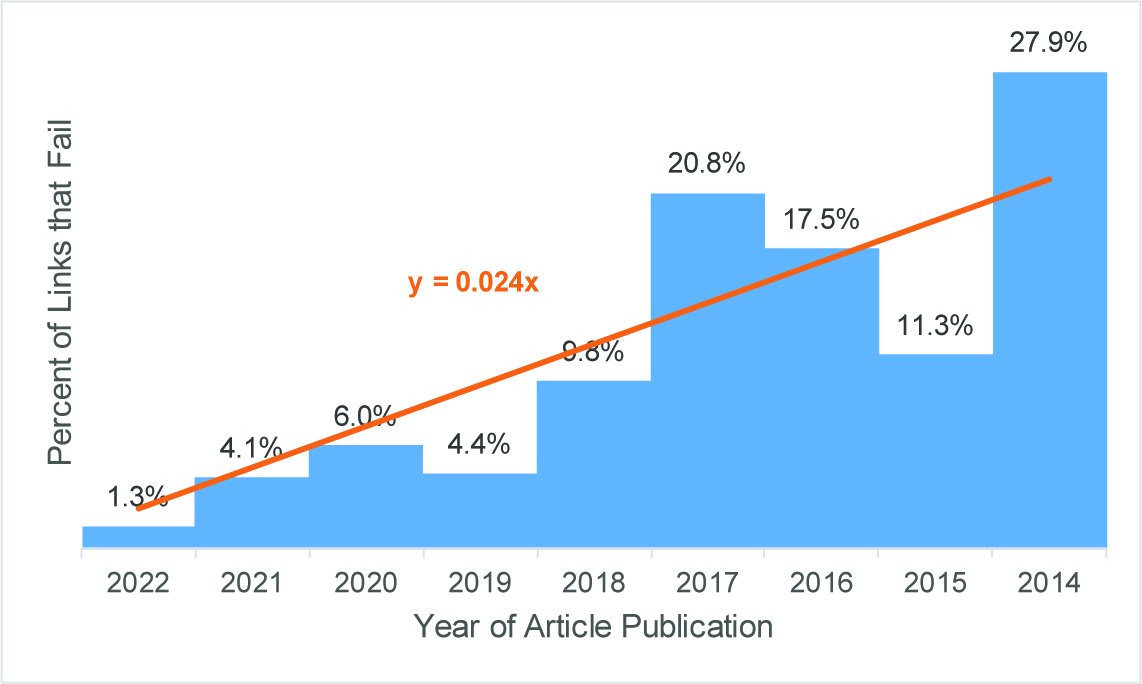 27.9%
20.8%
17.5%
y = 0.024x
11.3%
9.8%
6.0%
4.4%
4.1%
1.3%
Percent of Links that Fail
2022 2021 2020 2019 2018 2017 2016 2015 2014
Year of Article Publication